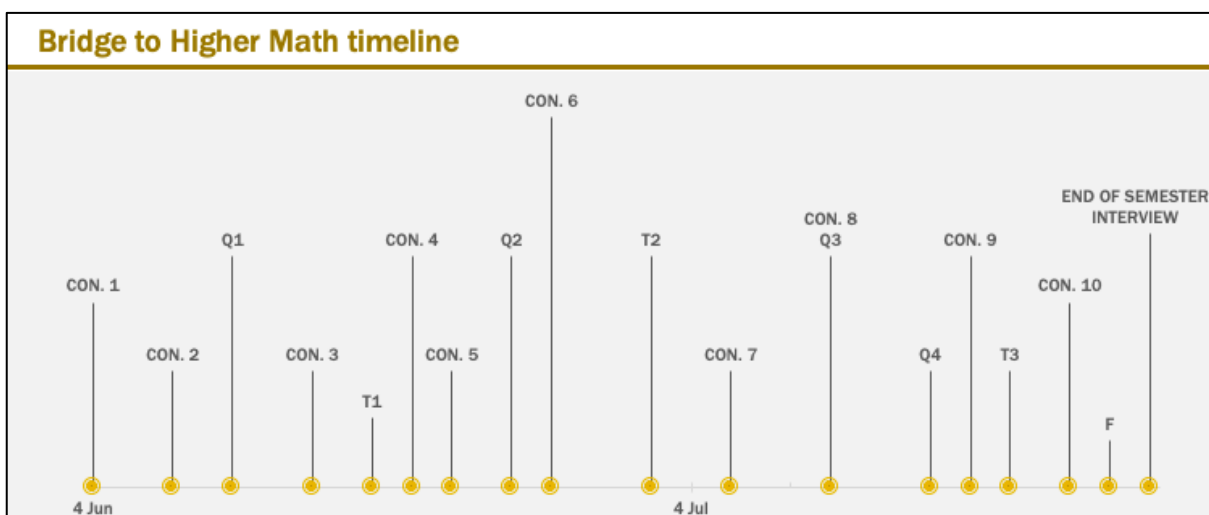 Bridge to Higher Math timeline
CON. 6
END OF SEMESTER
INTERVIEW
CON. 8
Q1
CON. 4
Q2
T2
Q3
CON. 9
CON. 1
CON. 10
CON. 2
CON. 3
CON. 5
CON. 7
Q4
T3
T1
F
4 Jun
4 Jul